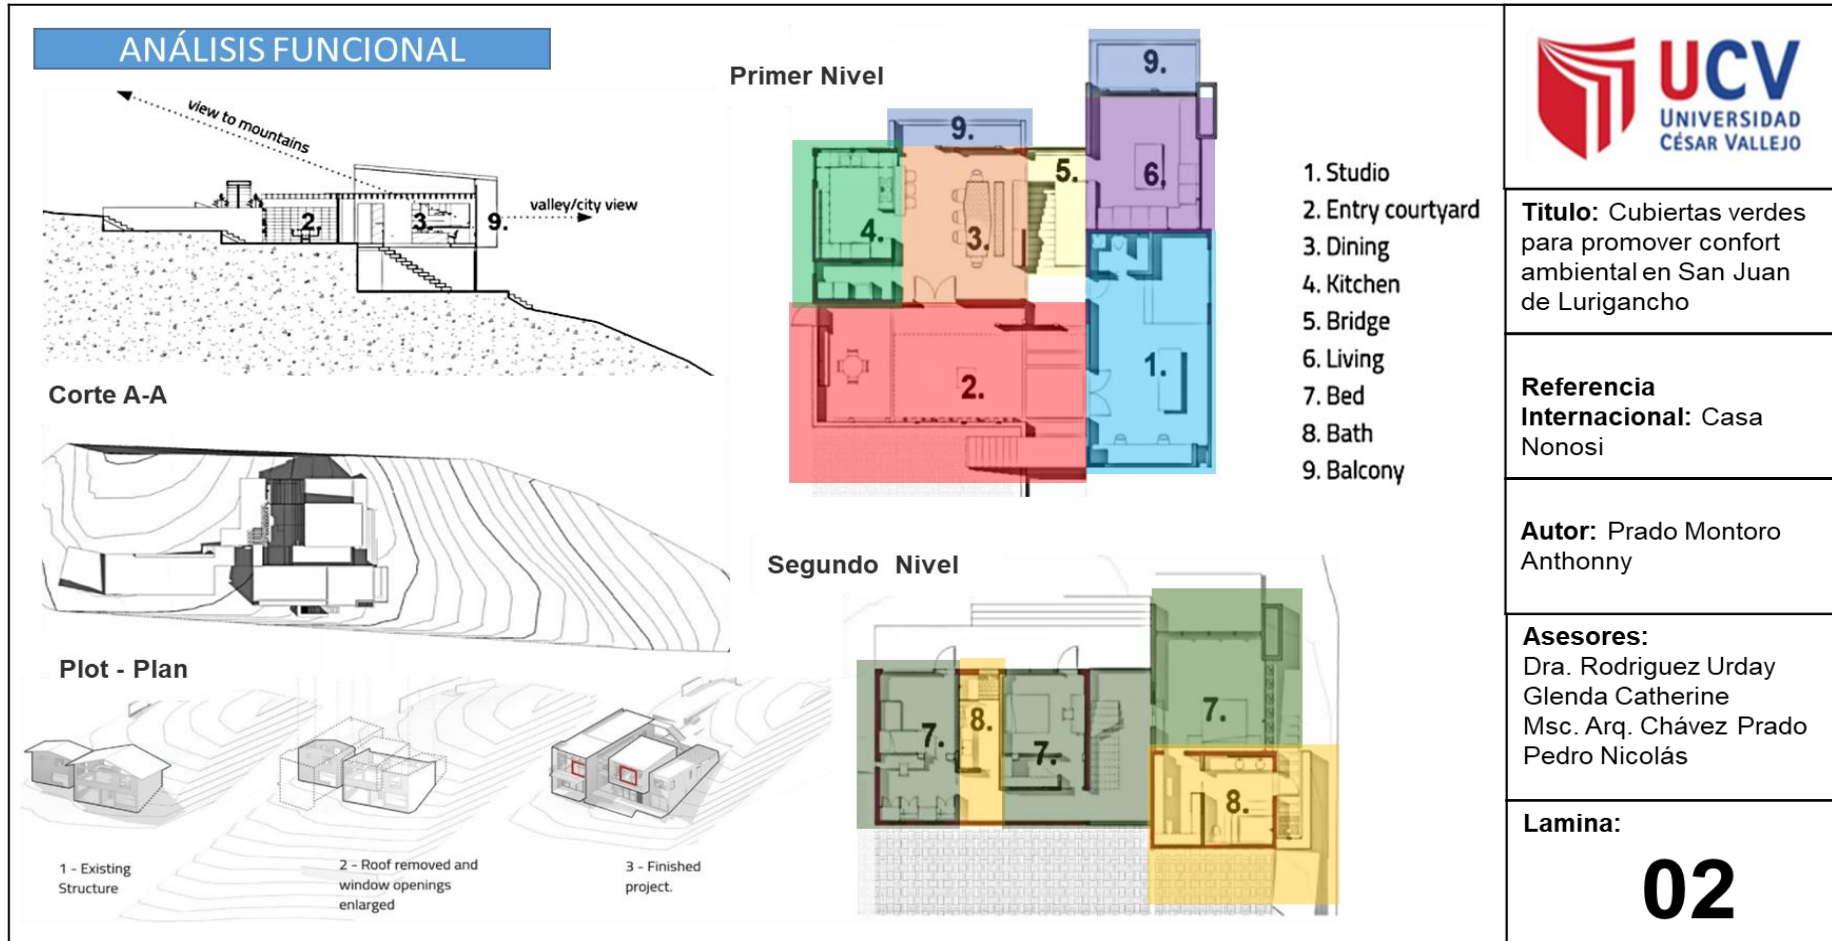 ANÁLISIS FUNCIONAL
view to mountains
valley/city view
2.
3.
9.
Corte A-A
Plot - Plan
1 - Existing
Structure
2 - Roof removed and
window openings
enlarged
3 - Finished
project.
Primer Nivel
9.
9.
5.
6.
4.
3.
1.
2.
1. Studio
2. Entry courtyard
3. Dining
4. Kitchen
5. Bridge
6. Living
7. Bed
8. Bath
9. Balcony
Segundo Nivel
7.
8.
7.
7.
8.
UCV
UNIVERSIDAD
CÉSAR VALLEJO
Titulo: Cubiertas verdes
para promover confort
ambiental en San Juan
de Lurigancho
Referencia
Internacional: Casa
Nonosi
Autor: Prado Montoro
Anthonny
Asesores:
Dra. Rodriguez Urday
Glenda Catherine
Msc. Arq. Chávez Prado
Pedro Nicolás
Lamina:
02